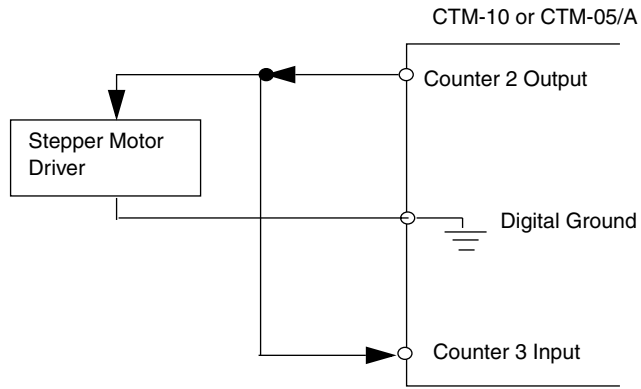 CTM-10 or CTM-05/A
Counter 2 Output
Stepper Motor
Driver
Digital Ground
Counter 3 Input